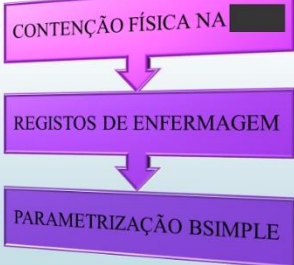 CONTENÇÃO FÍSICA NA
REGISTOS DE ENFERMAGEM
PARAMETRIZAÇÃO BSIMPLE